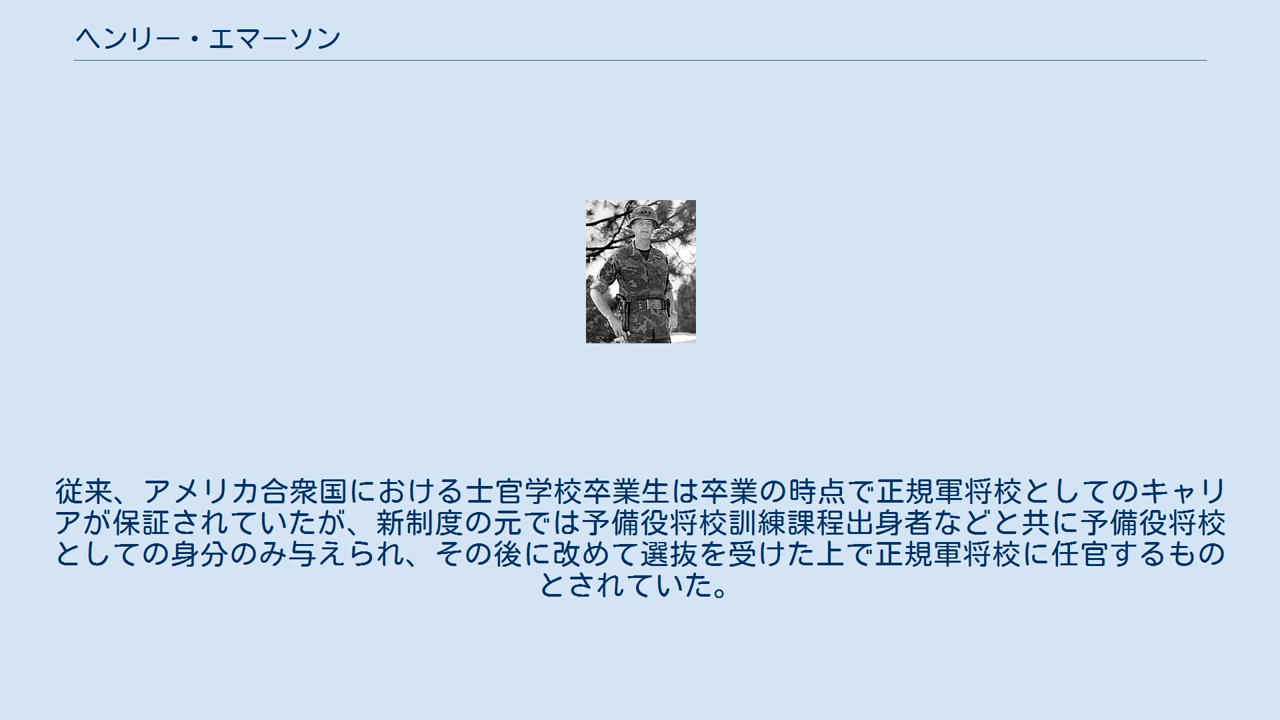 ヘンリー・エマーソン
従来、アメリカ合衆国における士官学校卒業生は卒業の時点で正規軍将校としてのキャリ
アが保証されていたが、新制度の元では予備役将校訓練課程出身者などと共に予備役将校
としての身分のみ与えられ、その後に改めて選抜を受けた上で正規軍将校に任官するもの
とされていた。